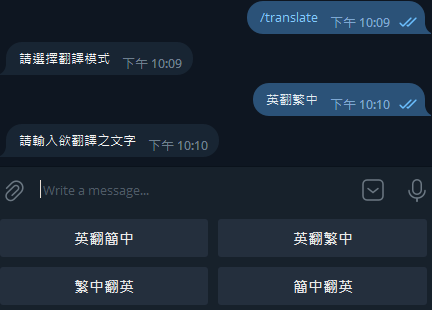 /translate 下午 10:09
請選擇翻譯模式 下午 10:09
英翻繁中 下午 10:10
請輸入欲翻譯之文字 下午 10:10
Write a message...
英翻簡中 英翻繁中
繁中翻英 簡中翻英